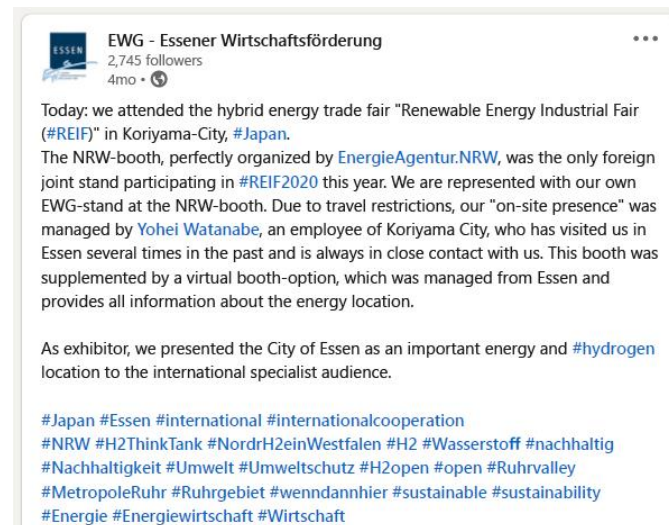 ESSEN
EWG - Essener Wirtschaftsförderung
2,745 followers
4mo •
Today: we attended the hybrid energy trade fair "Renewable Energy Industrial Fair
(#REIF)" in Koriyama-City, #Japan.
The NRW-booth, perfectly organized by EnergieAgentur.NRW, was the only foreign
joint stand participating in #REIF2020 this year. We are represented with our own
EWG-stand at the NRW-booth. Due to travel restrictions, our "on-site presence" was
managed by Yohei Watanabe, an employee of Koriyama City, who has visited us in
Essen several times in the past and is always in close contact with us. This booth was
supplemented by a virtual booth-option, which was managed from Essen and
provides all information about the energy location.
As exhibitor, we presented the City of Essen as an important energy and #hydrogen
location to the international specialist audience.
#Japan #Essen #international #internationalcooperation
#NRW #H2ThinkTank #NordrH2einWestfalen #H2 #Wasserstoff #nachhaltig
#Nachhaltigkeit #Umwelt #Umweltschutz #H2open #open #Ruhrvalley
#MetropoleRuhr #Ruhrgebiet #wenndannhier #sustainable #sustainability
#Energie #Energiewirtschaft #Wirtschaft